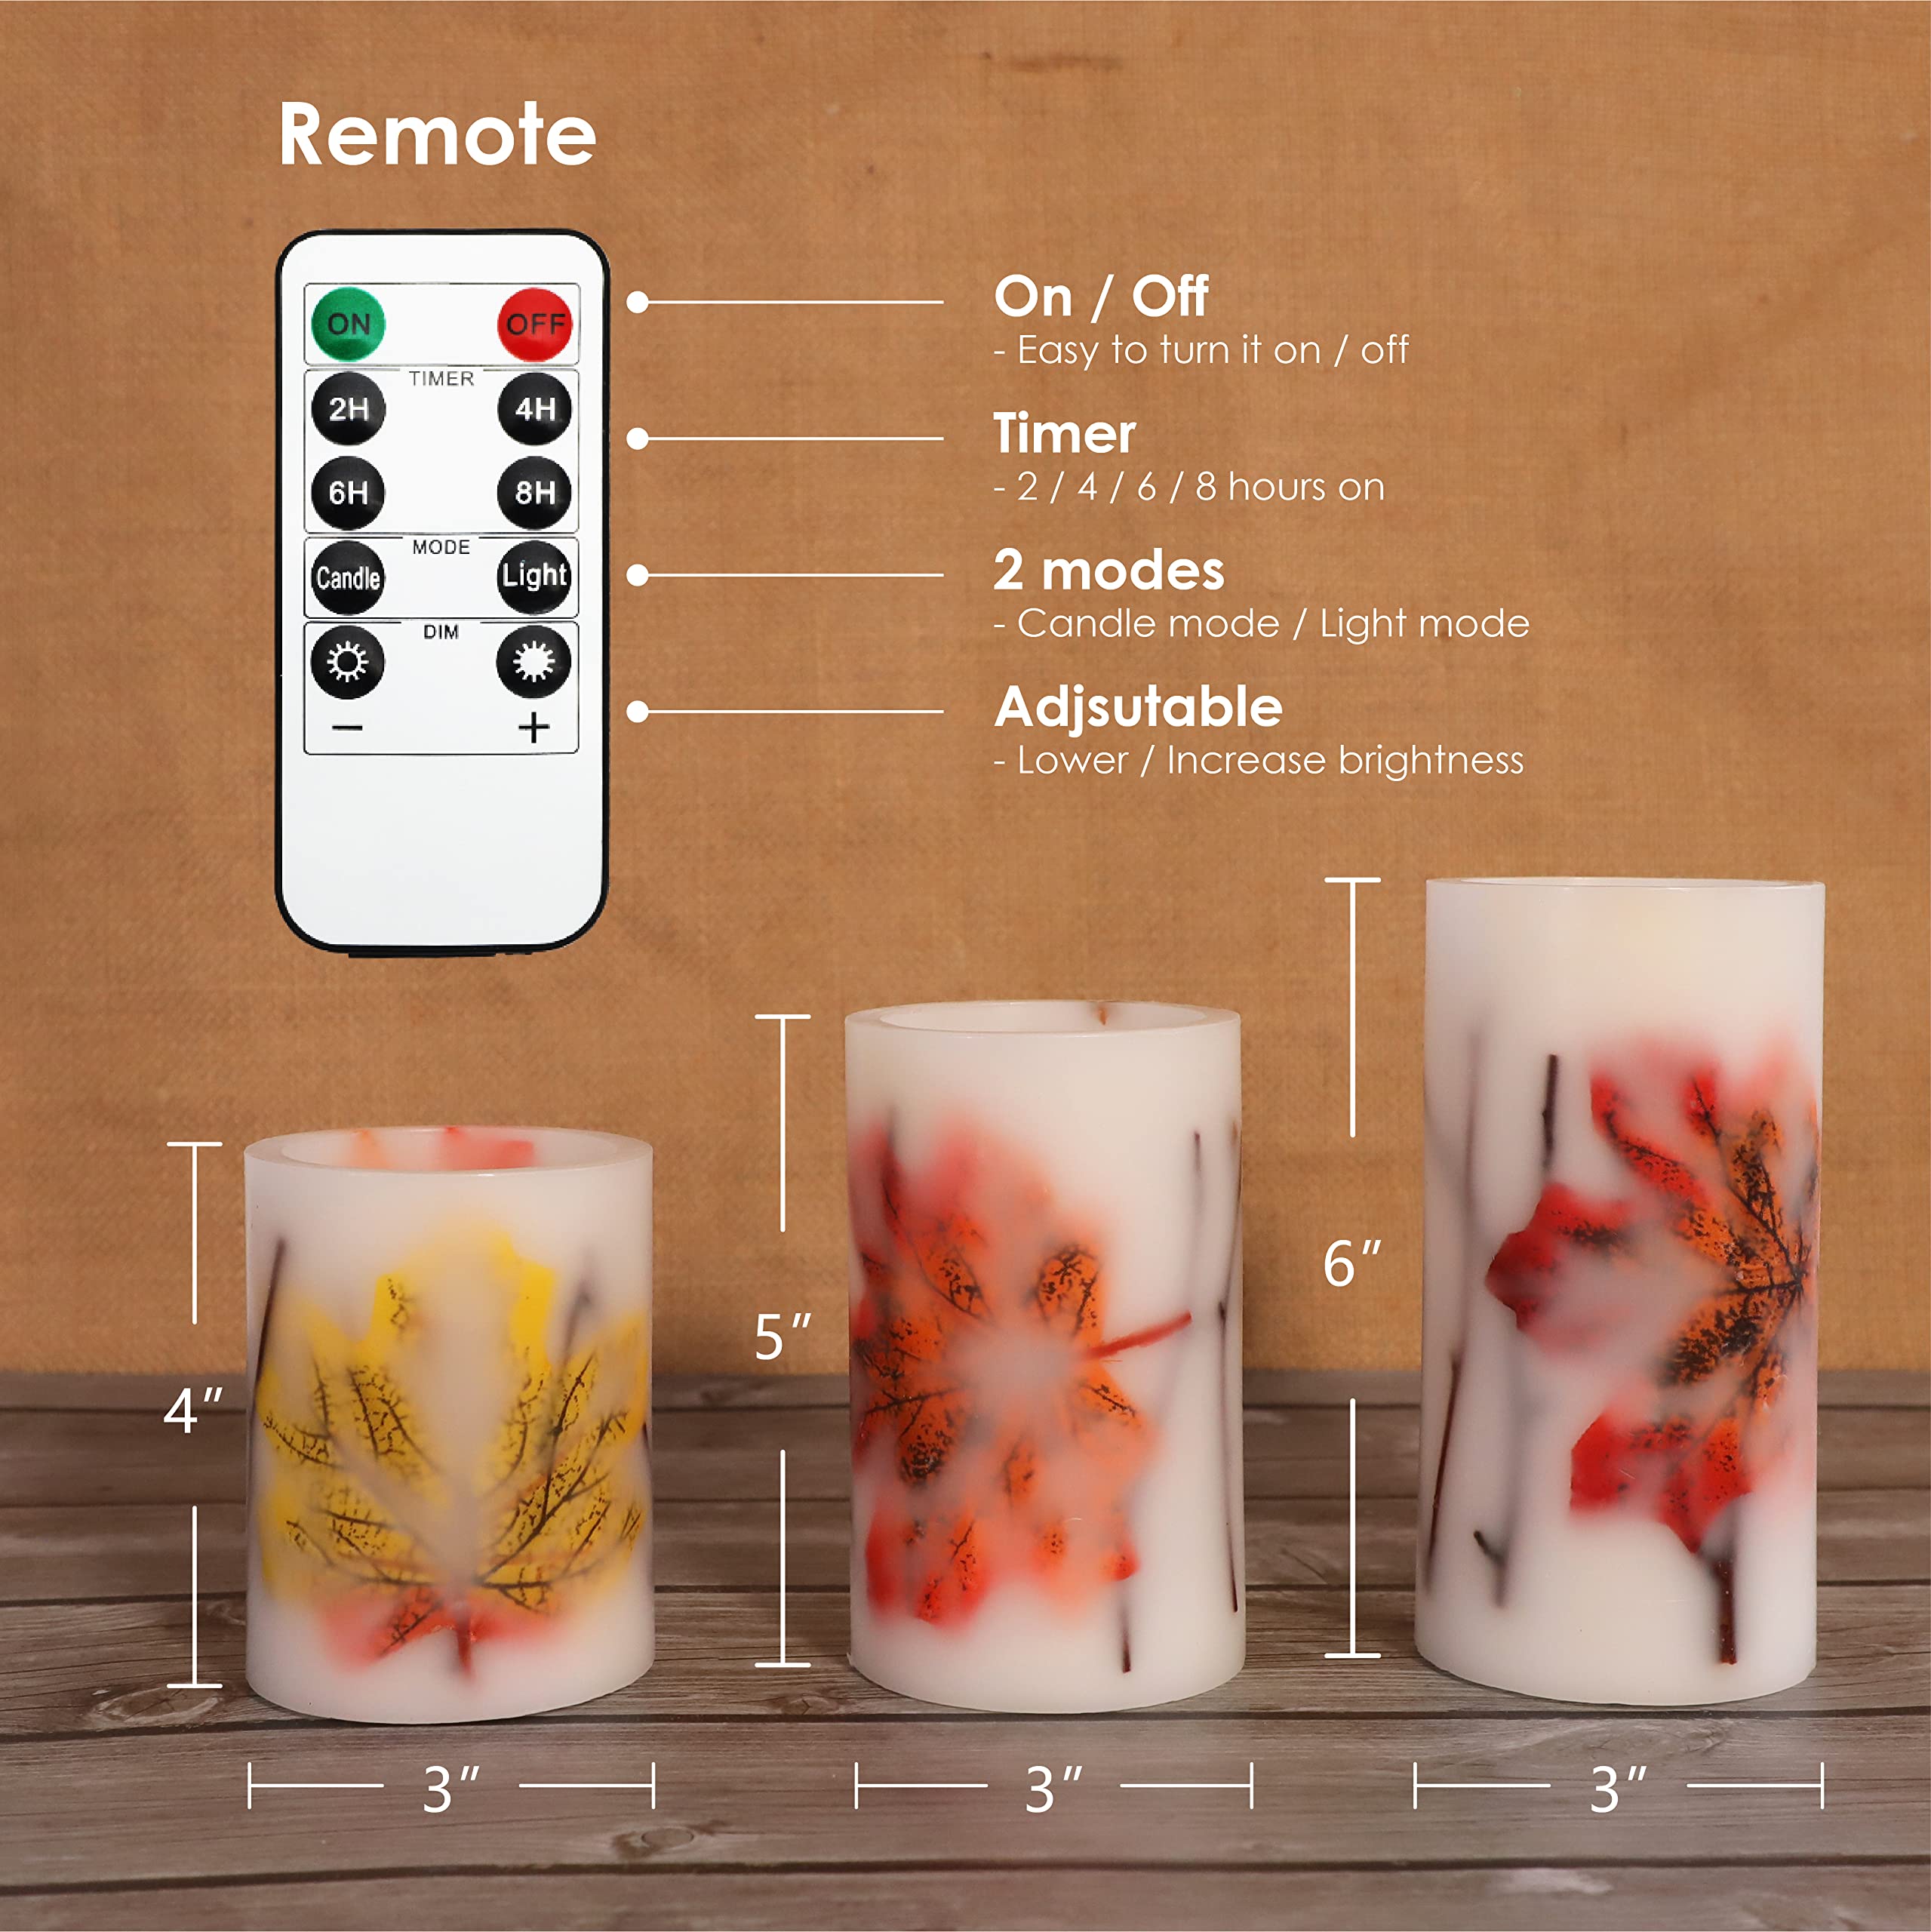 Remote
ON OFF
TIMER
2H 4H
6H 8H
MODE
Candle Light
DIM
− +
On / Off
- Easy to turn it on / off
Timer
- 2 / 4 / 6 / 8 hours on
2 modes
- Candle mode / Light mode
Adjsutable
- Lower / Increase brightness
4”
5”
6”
3”
3”
3”